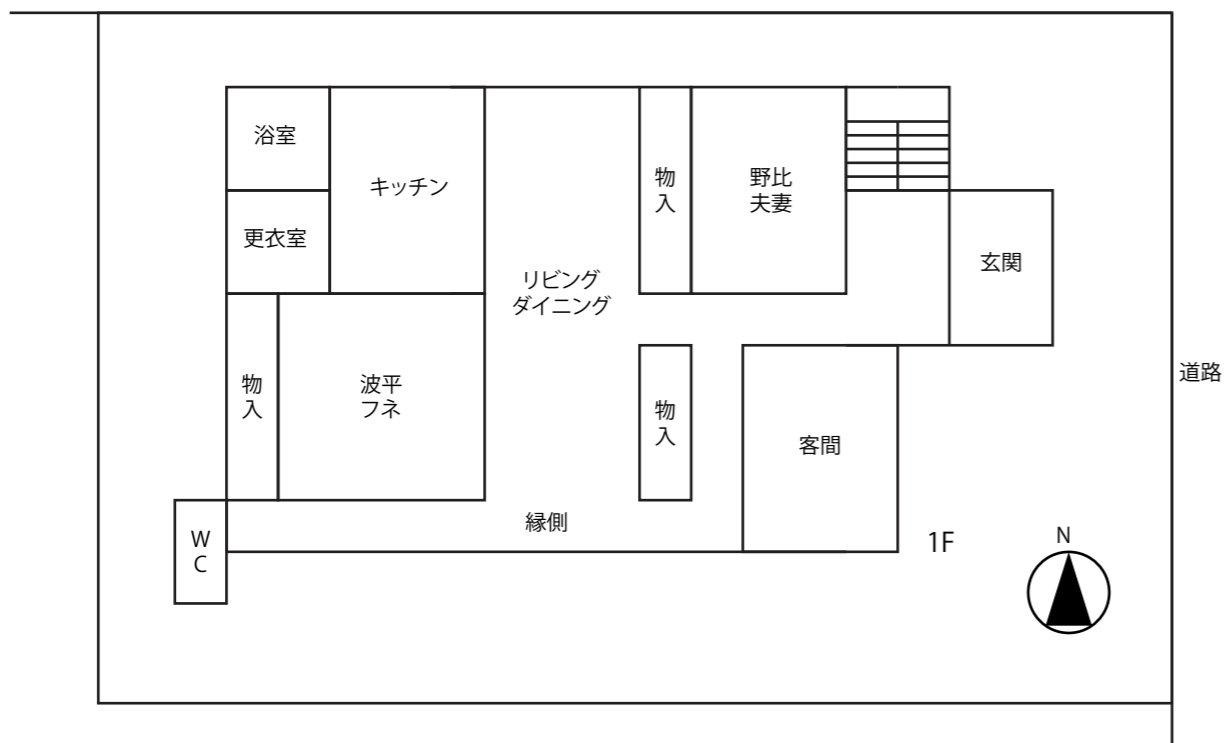 浴室
キッチン
物
入
野比
夫妻
更衣室
玄関
リビング
ダイニング
物
入
波平
フネ
物
入
客間
道路
W
C
縁側
1F
N